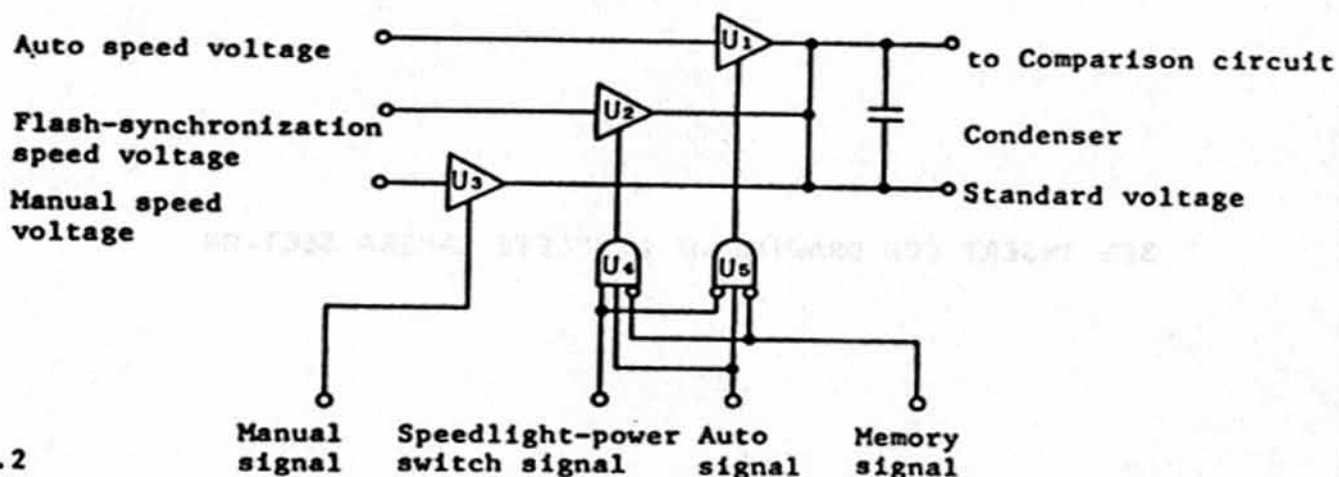 Auto speed voltage
U1
to Comparison circuit
U2
Flash-synchronization
speed voltage
Condenser
U3
Manual speed
voltage
Standard voltage
U4
U5
Manual
signal
Speedlight-power
switch signal
Auto
signal
Memory
signal
.2